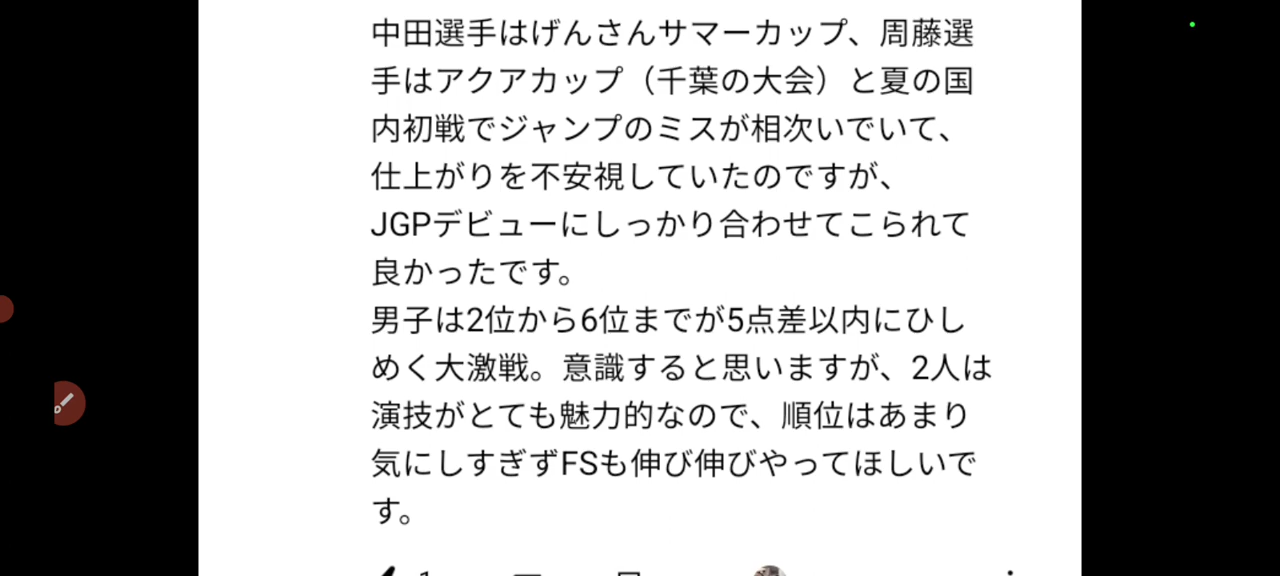 中田選手はげんさんサマーカップ、周藤選
手はアクアカップ（千葉の大会）と夏の国
内初戦でジャンプのミスが相次いでいて、
仕上がりを不安視していたのですが、
JGPデビューにしっかり合わせてこられて
良かったです。
男子は2位から6位までが5点差以内にひし
めく大激戦。意識すると思いますが、2人は
演技がとても魅力的なので、順位はあまり
気にしすぎずFSも伸び伸びやってほしいで
す。